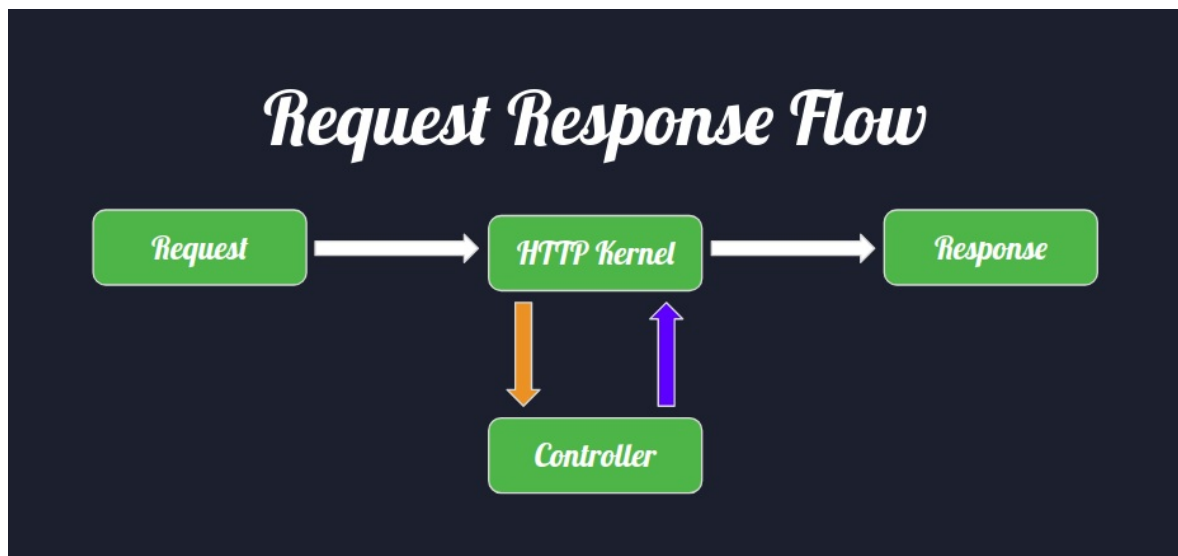 Request Response Flow
Request
HTTP Kernel
Response
Controller